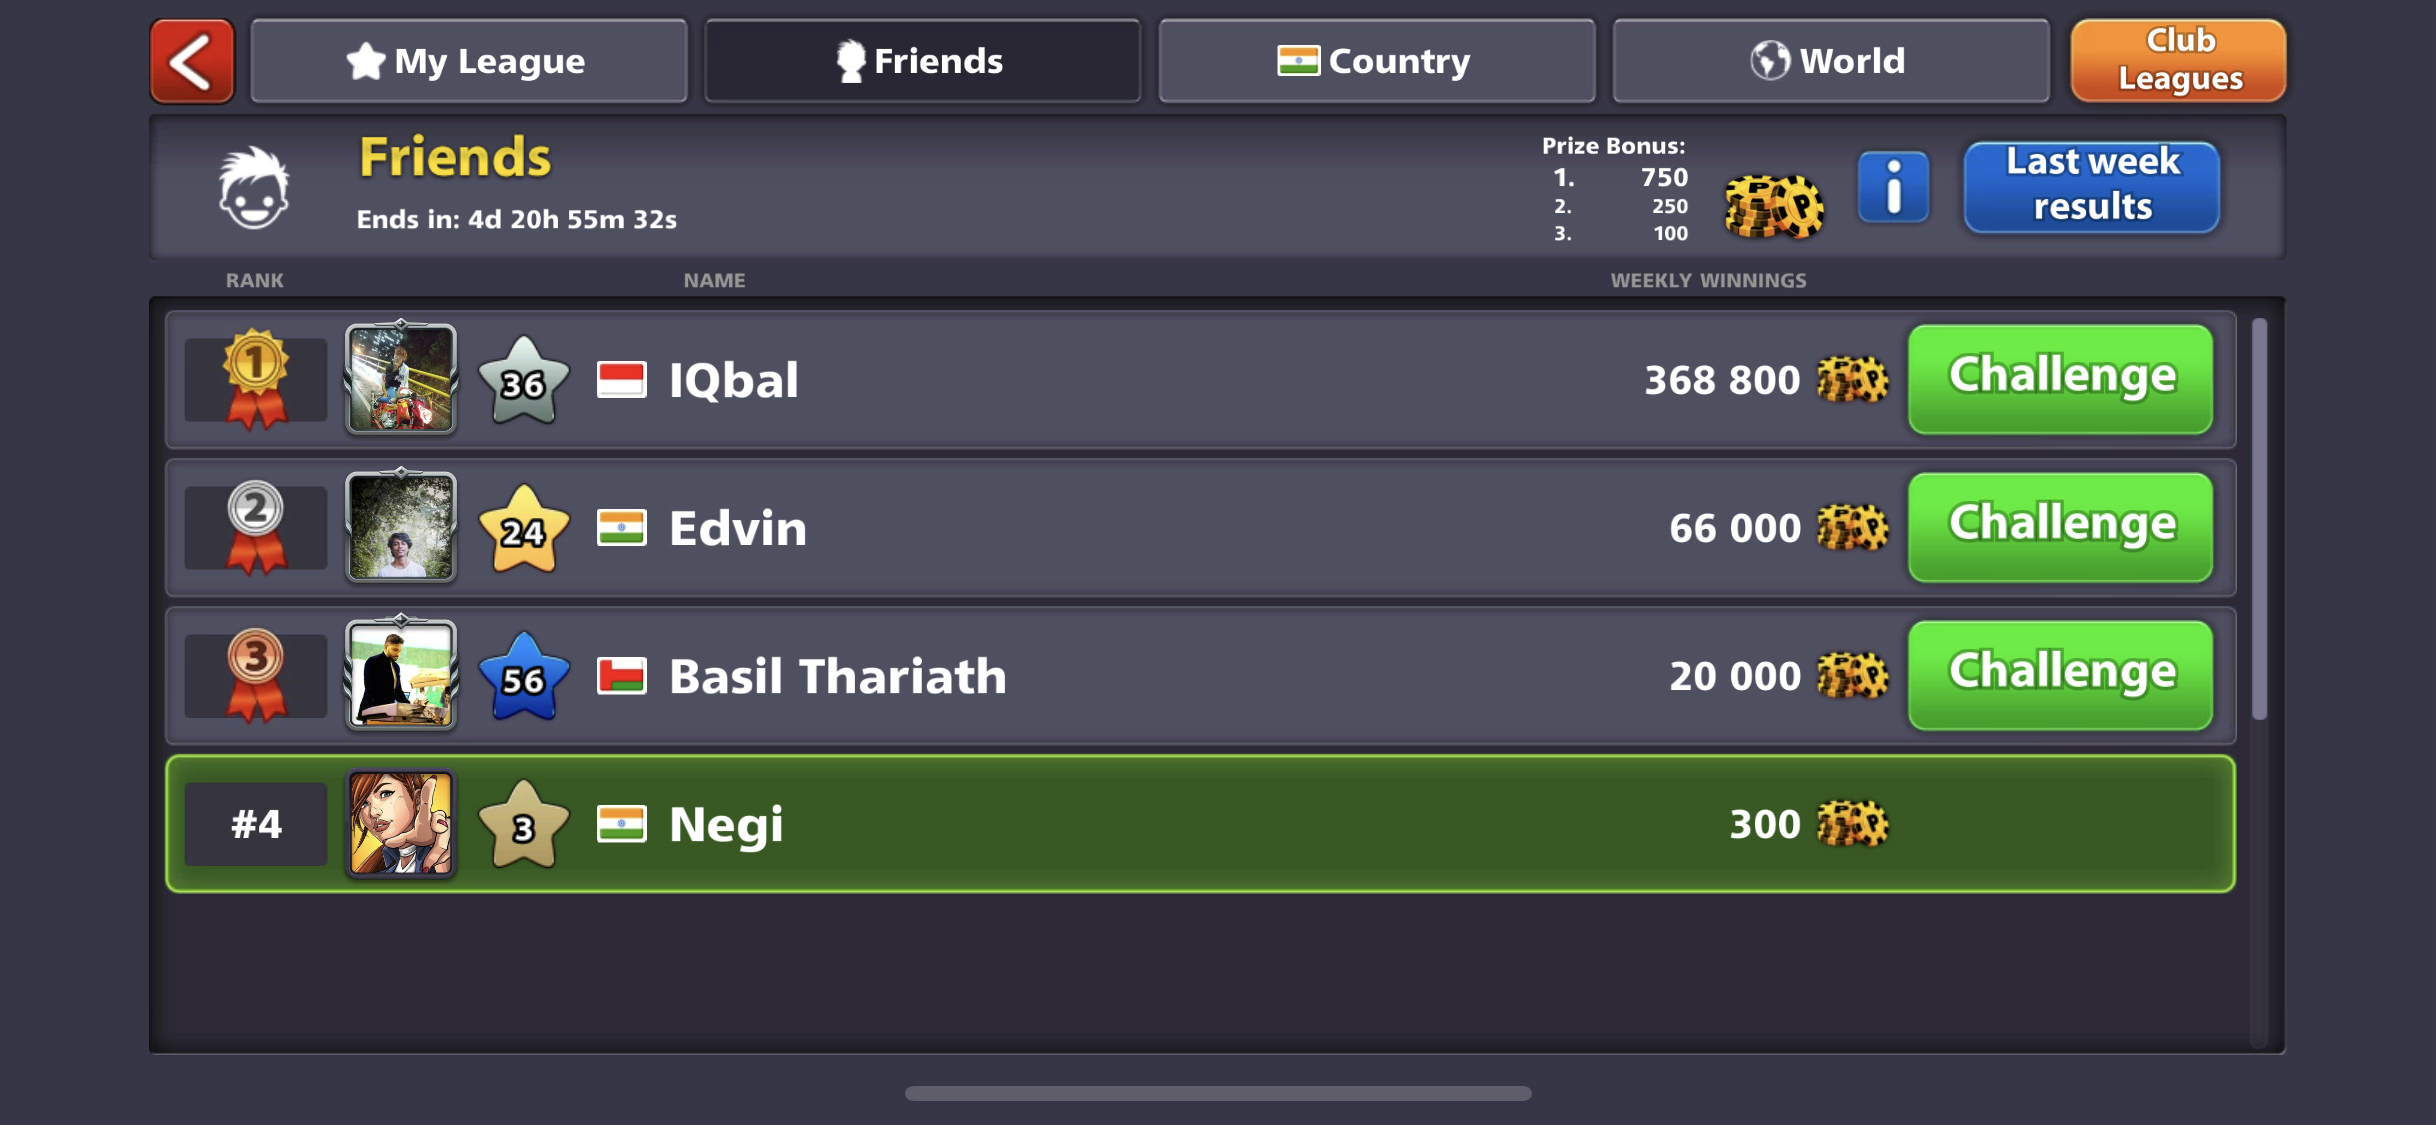 My League
Friends
Country
World
Club
Leagues
Friends
Ends in: 4d 20h 55m 32s
Prize Bonus:
1. 750
2. 250
3. 100
P P
i
Last week
results
RANK NAME WEEKLY WINNINGS
1 36 IQbal 368 800 Challenge
2 24 Edvin 66 000 Challenge
3 56 Basil Thariath 20 000 Challenge
#4 3 Negi 300